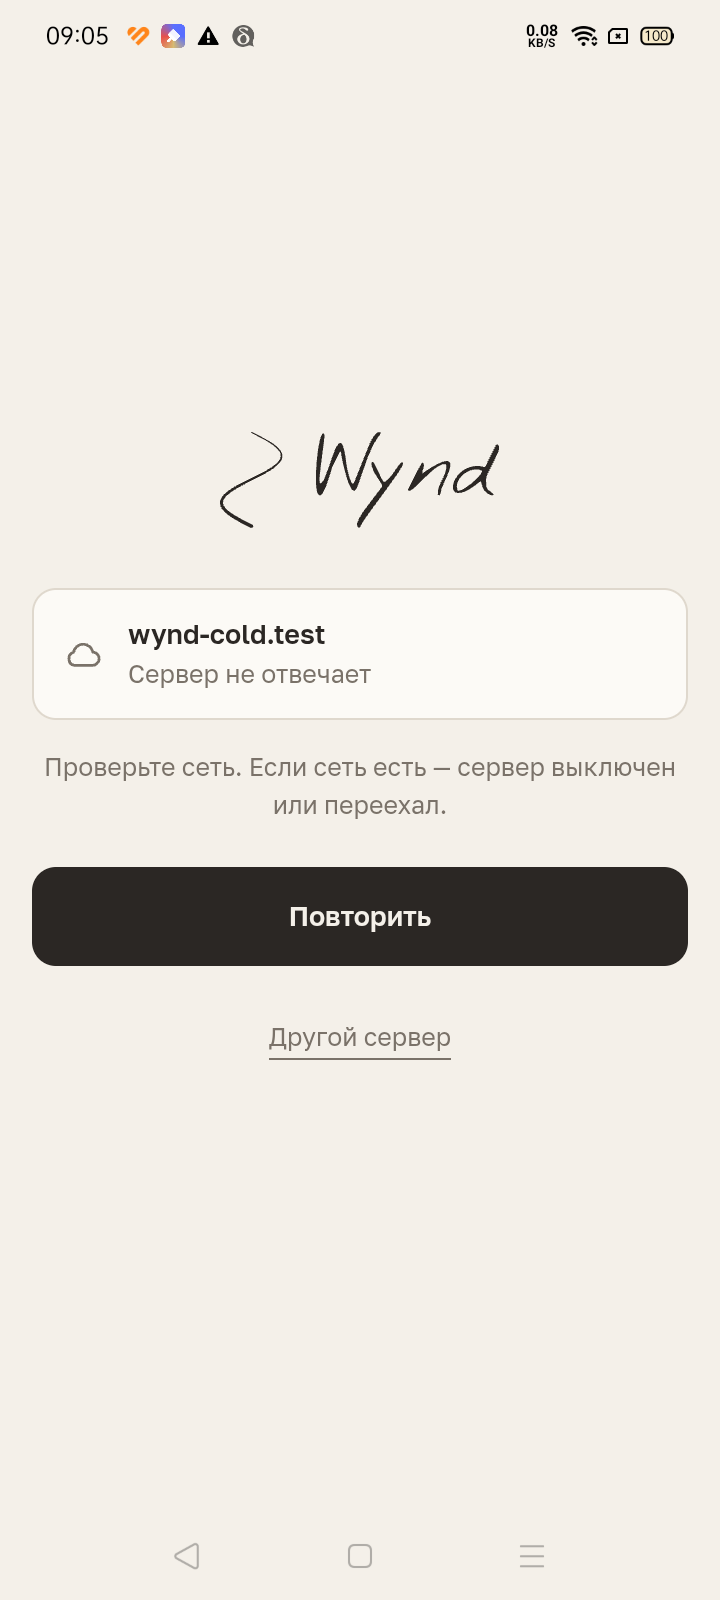 09:05
0.08
KB/S
100
Wynd
wynd-cold.test
Сервер не отвечает
Проверьте сеть. Если сеть есть — сервер выключен
или переехал.
Повторить
Другой сервер